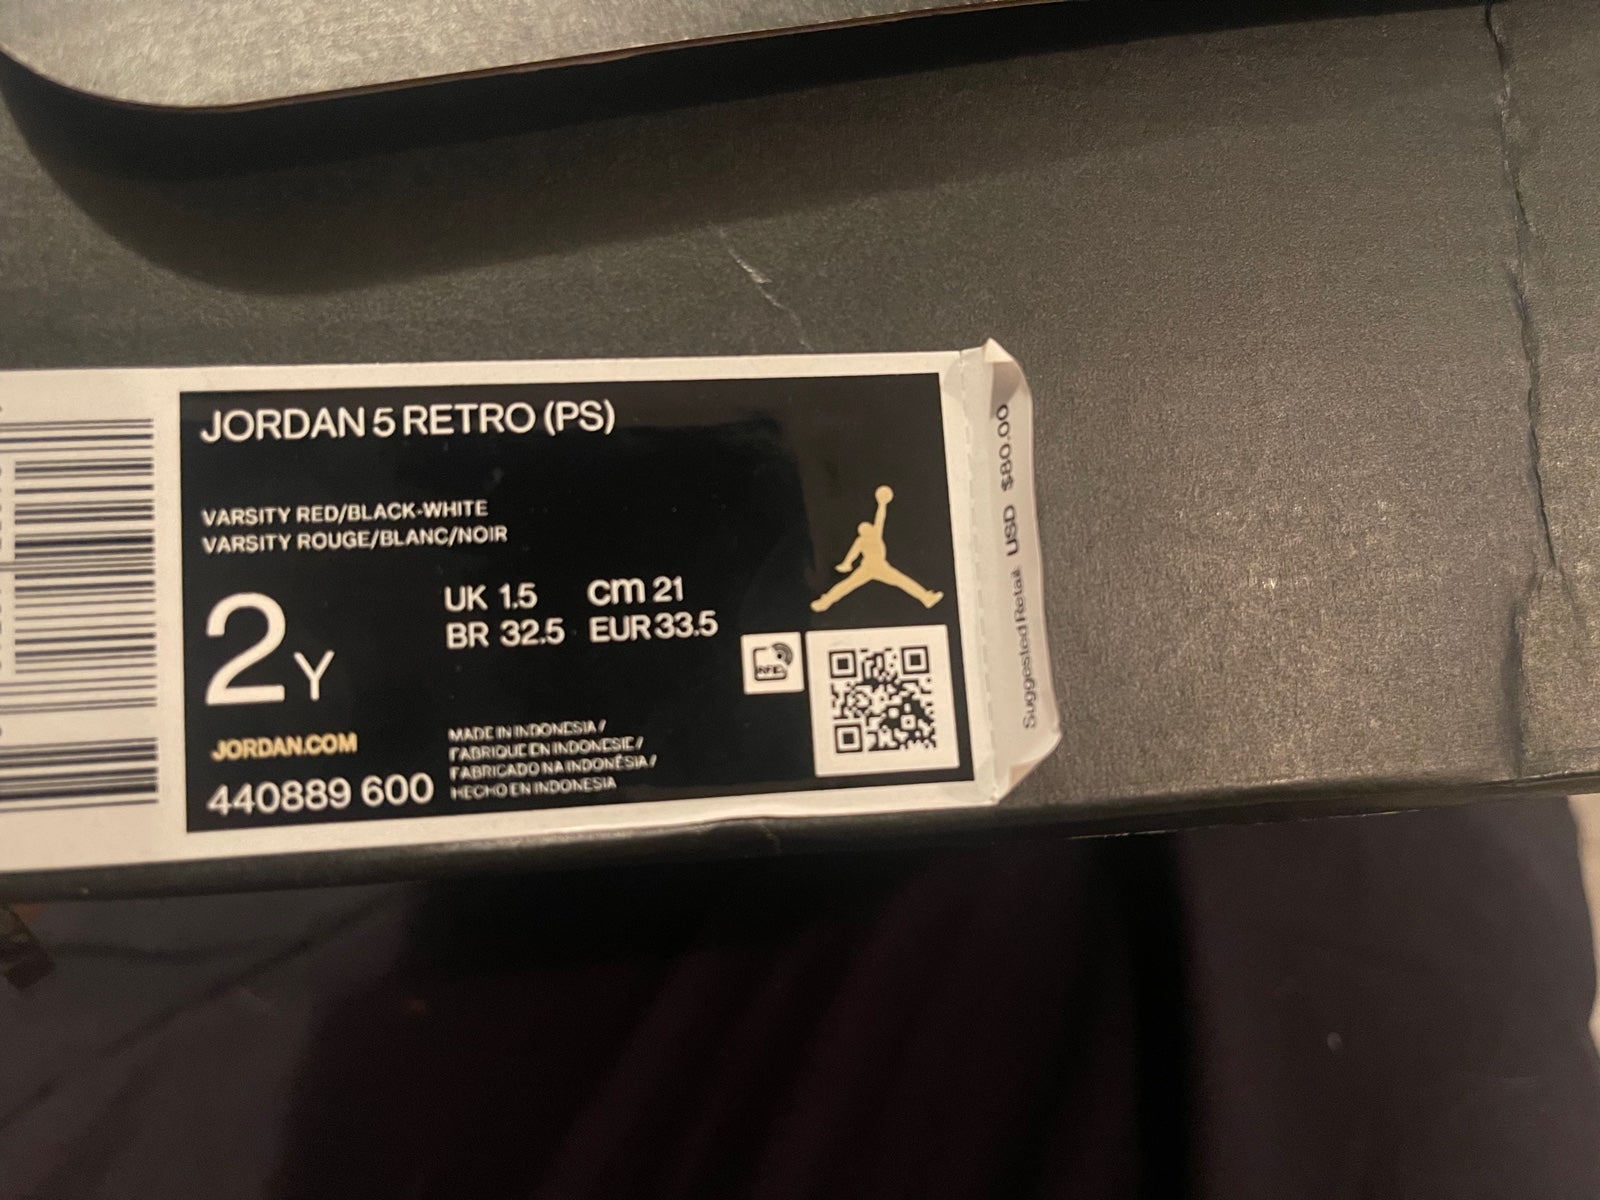 JORDAN 5 RETRO (PS)
VARSITY RED/BLACK-WHITE
VARSITY ROUGE/BLANC/NOIR
2Y
UK 1.5 cm 21
BR 32.5 EUR 33.5
JORDAN.COM
440889 600
MADE IN INDONESIA /
FABRIQUE EN INDONESIE /
FABRICADO NA INDONÉSIA /
HECHO EN INDONESIA
Suggested Retail USD $80.00